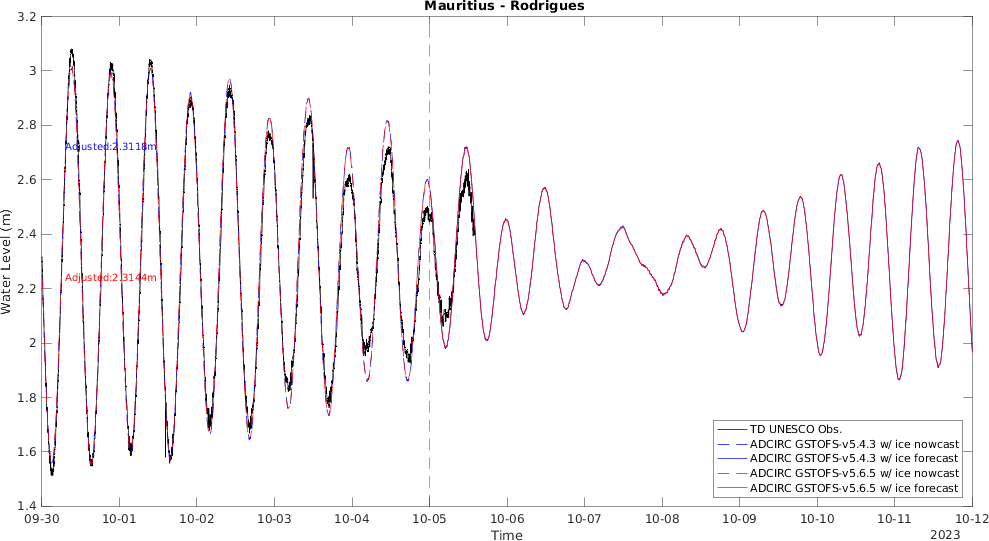 Mauritius - Rodrigues
Water Level (m)
3.2
3
2.8
2.6
2.4
2.2
2
1.8
1.6
1.4
Adjusted:2.3118m
Adjusted:2.3144m
TD UNESCO Obs.
ADCIRC GSTOFS-v5.4.3 w/ ice nowcast
ADCIRC GSTOFS-v5.4.3 w/ ice forecast
ADCIRC GSTOFS-v5.6.5 w/ ice nowcast
ADCIRC GSTOFS-v5.6.5 w/ ice forecast
09-30 10-01 10-02 10-03 10-04 10-05 10-06 10-07 10-08 10-09 10-10 10-11 10-12
Time
2023